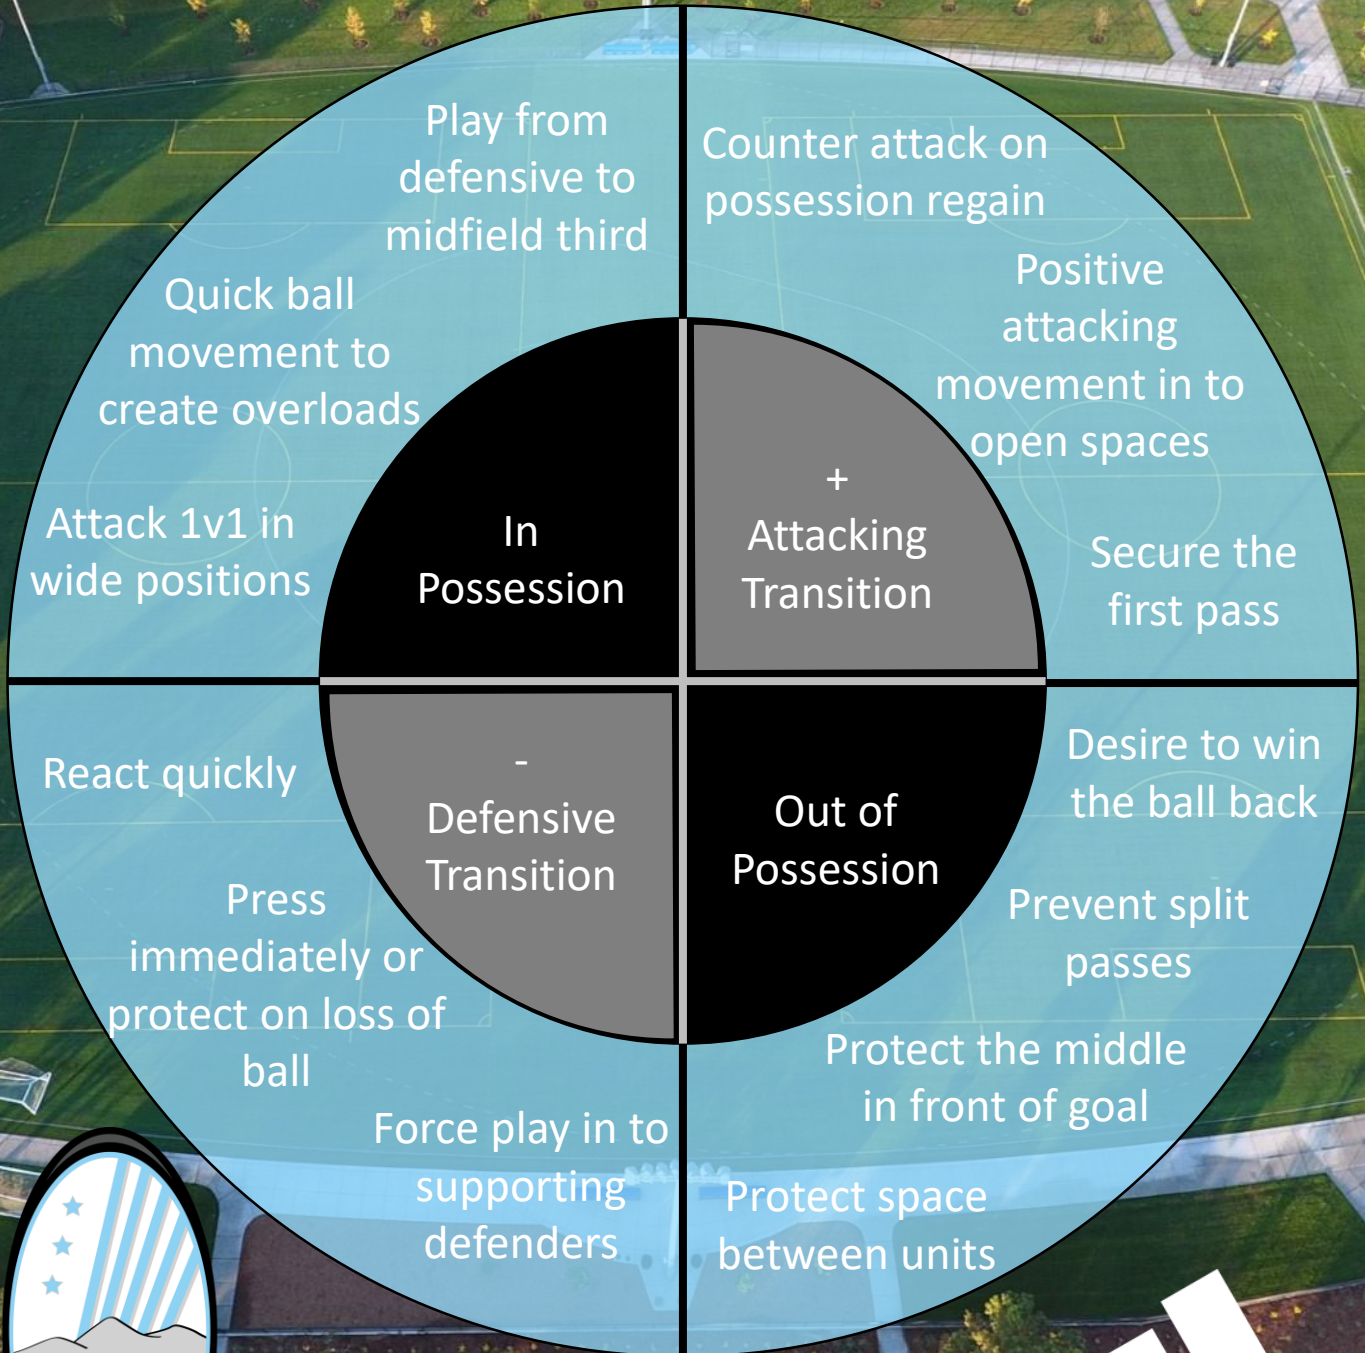 Play from
defensive to
midfield third
Quick ball
movement to
create overloads
Attack 1v1 in
wide positions
In
Possession
Counter attack on
possession regain
Positive
attacking
movement in to
open spaces
Secure the
first pass
+
Attacking
Transition
React quickly
Press
immediately or
protect on loss of
ball
Force play in to
supporting
defenders
-
Defensive
Transition
Out of
Possession
Desire to win
the ball back
Prevent split
passes
Protect the middle
in front of goal
Protect space
between units